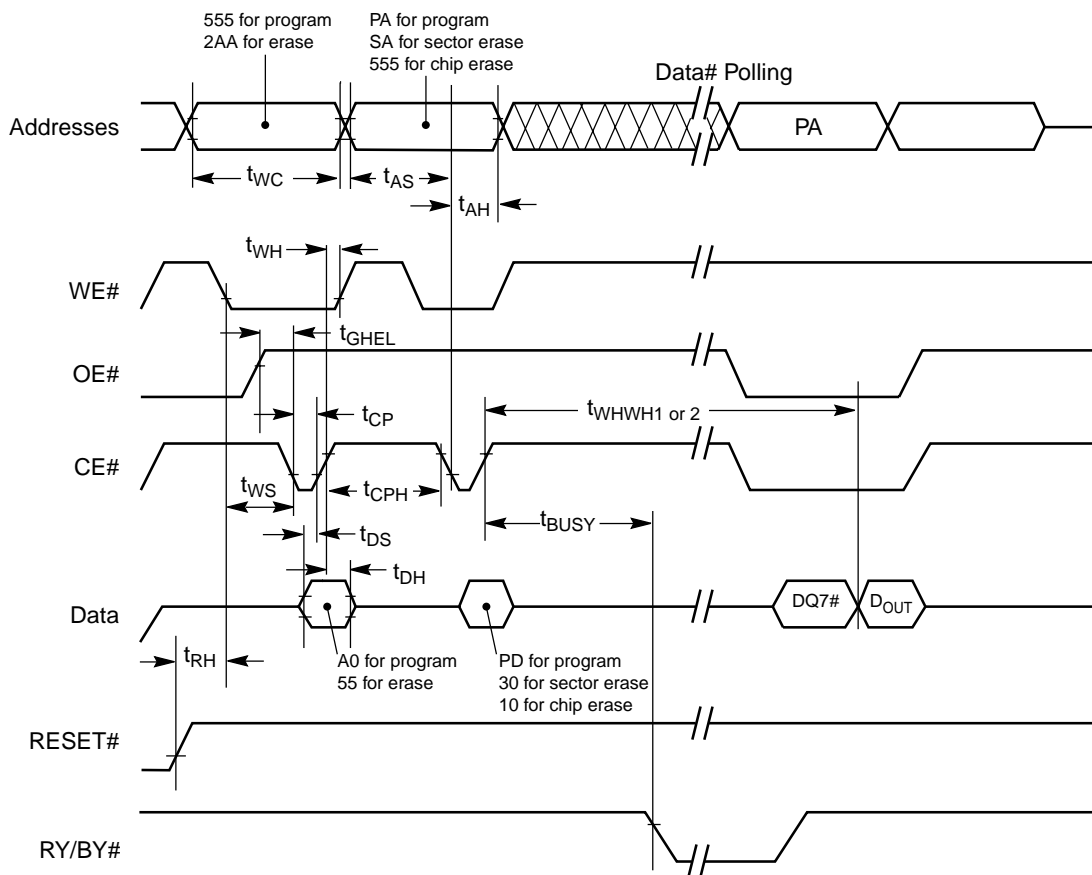 555 for program
2AA for erase
PA for program
SA for sector erase
555 for chip erase
Data# Polling
Addresses
PA
tWC
tAS
tAH
tWH
WE#
tGHEL
OE#
tWHWH1 or 2
tCP
CE#
tWS
tCPH
tBUSY
tDS
tDH
Data
DQ7#
DOUT
tRH
A0 for program
55 for erase
PD for program
30 for sector erase
10 for chip erase
RESET#
RY/BY#